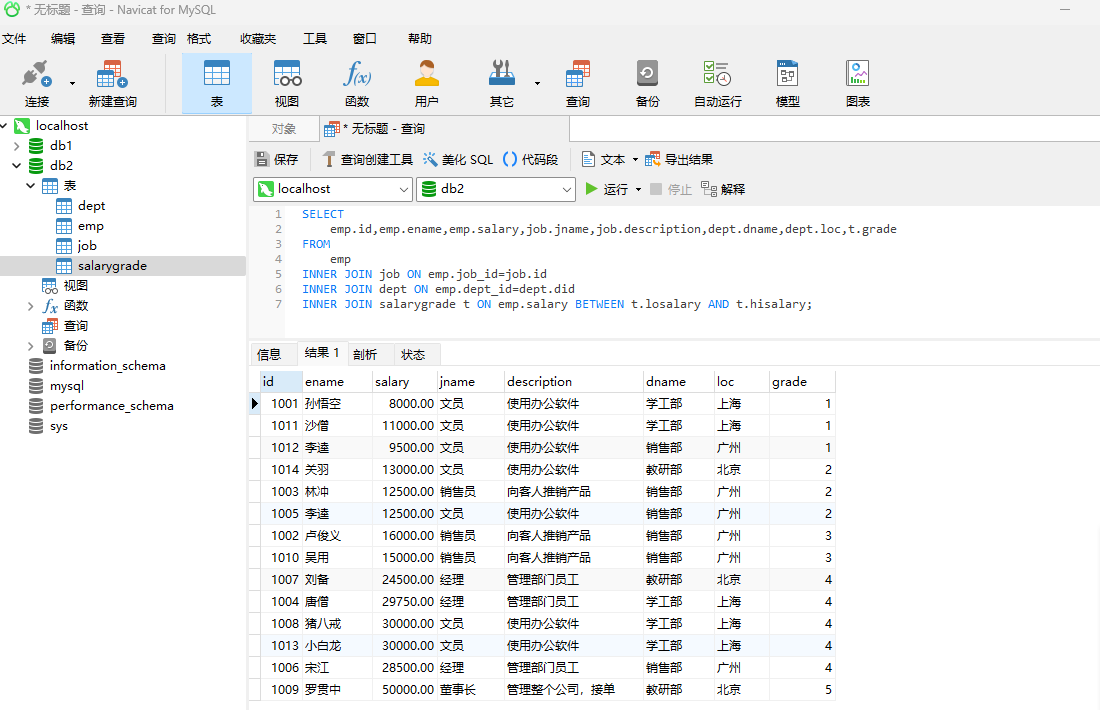 * 无标题 - 查询 - Navicat for MySQL
文件 编辑 查看 查询 格式 收藏夹 工具 窗口 帮助
连接 新建查询 表 视图 函数 用户 其它 查询 备份 自动运行 模型 图表
localhost
db1
db2
表
dept
emp
job
salarygrade
视图
函数
查询
备份
information_schema
mysql
performance_schema
sys
对象 * 无标题 - 查询
保存 查询创建工具 美化 SQL 代码段 文本 导出结果
localhost db2 运行 停止 解释
1 SELECT
2 emp.id,emp.ename,emp.salary,job.jname,job.description,dept.dname,dept.loc,t.grade
3 FROM
4 emp
5 INNER JOIN job ON emp.job_id=job.id
6 INNER JOIN dept ON emp.dept_id=dept.did
7 INNER JOIN salarygrade t ON emp.salary BETWEEN t.losalary AND t.hisalary;
信息 结果 1 剖析 状态
id ename salary jname description dname loc grade
1001 孙悟空 8000.00 文员 使用办公软件 学工部 上海 1
1011 沙僧 11000.00 文员 使用办公软件 学工部 上海 1
1012 李逵 9500.00 文员 使用办公软件 销售部 广州 1
1014 关羽 13000.00 文员 使用办公软件 教研部 北京 2
1003 林冲 12500.00 销售员 向客人推销产品 销售部 广州 2
1005 李逵 12500.00 文员 使用办公软件 销售部 广州 2
1002 卢俊义 16000.00 销售员 向客人推销产品 销售部 广州 3
1010 吴用 15000.00 销售员 向客人推销产品 销售部 广州 3
1007 刘备 24500.00 经理 管理部门员工 教研部 北京 4
1004 唐僧 29750.00 经理 管理部门员工 学工部 上海 4
1008 猪八戒 30000.00 文员 使用办公软件 学工部 上海 4
1013 小白龙 30000.00 文员 使用办公软件 学工部 上海 4
1006 宋江 28500.00 经理 管理部门员工 销售部 广州 4
1009 罗贯中 50000.00 董事长 管理整个公司，接单 教研部 北京 5